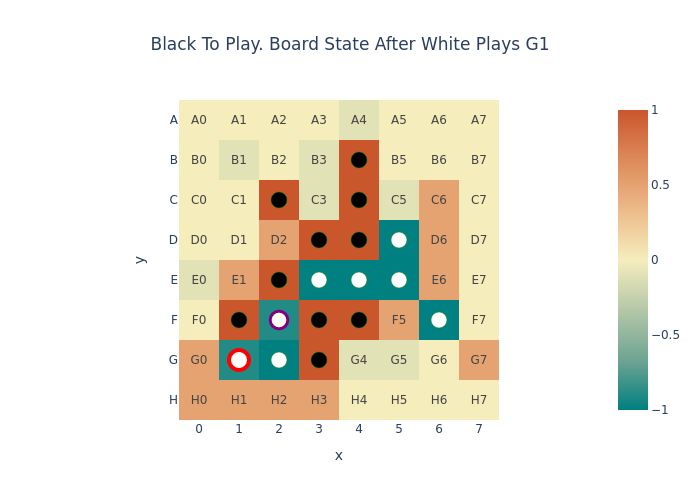 Black To Play. Board State After White Plays G1
A A0 A1 A2 A3 A4 A5 A6 A7
B B0 B1 B2 B3 B5 B6 B7
C C0 C1 C3 C5 C6 C7
D D0 D1 D2 D6 D7
E E0 E1 E6 E7
F F0 F5 F7
G G0 G4 G5 G6 G7
H H0 H1 H2 H3 H4 H5 H6 H7
0 1 2 3 4 5 6 7
x
y
1
0.5
0
−0.5
−1